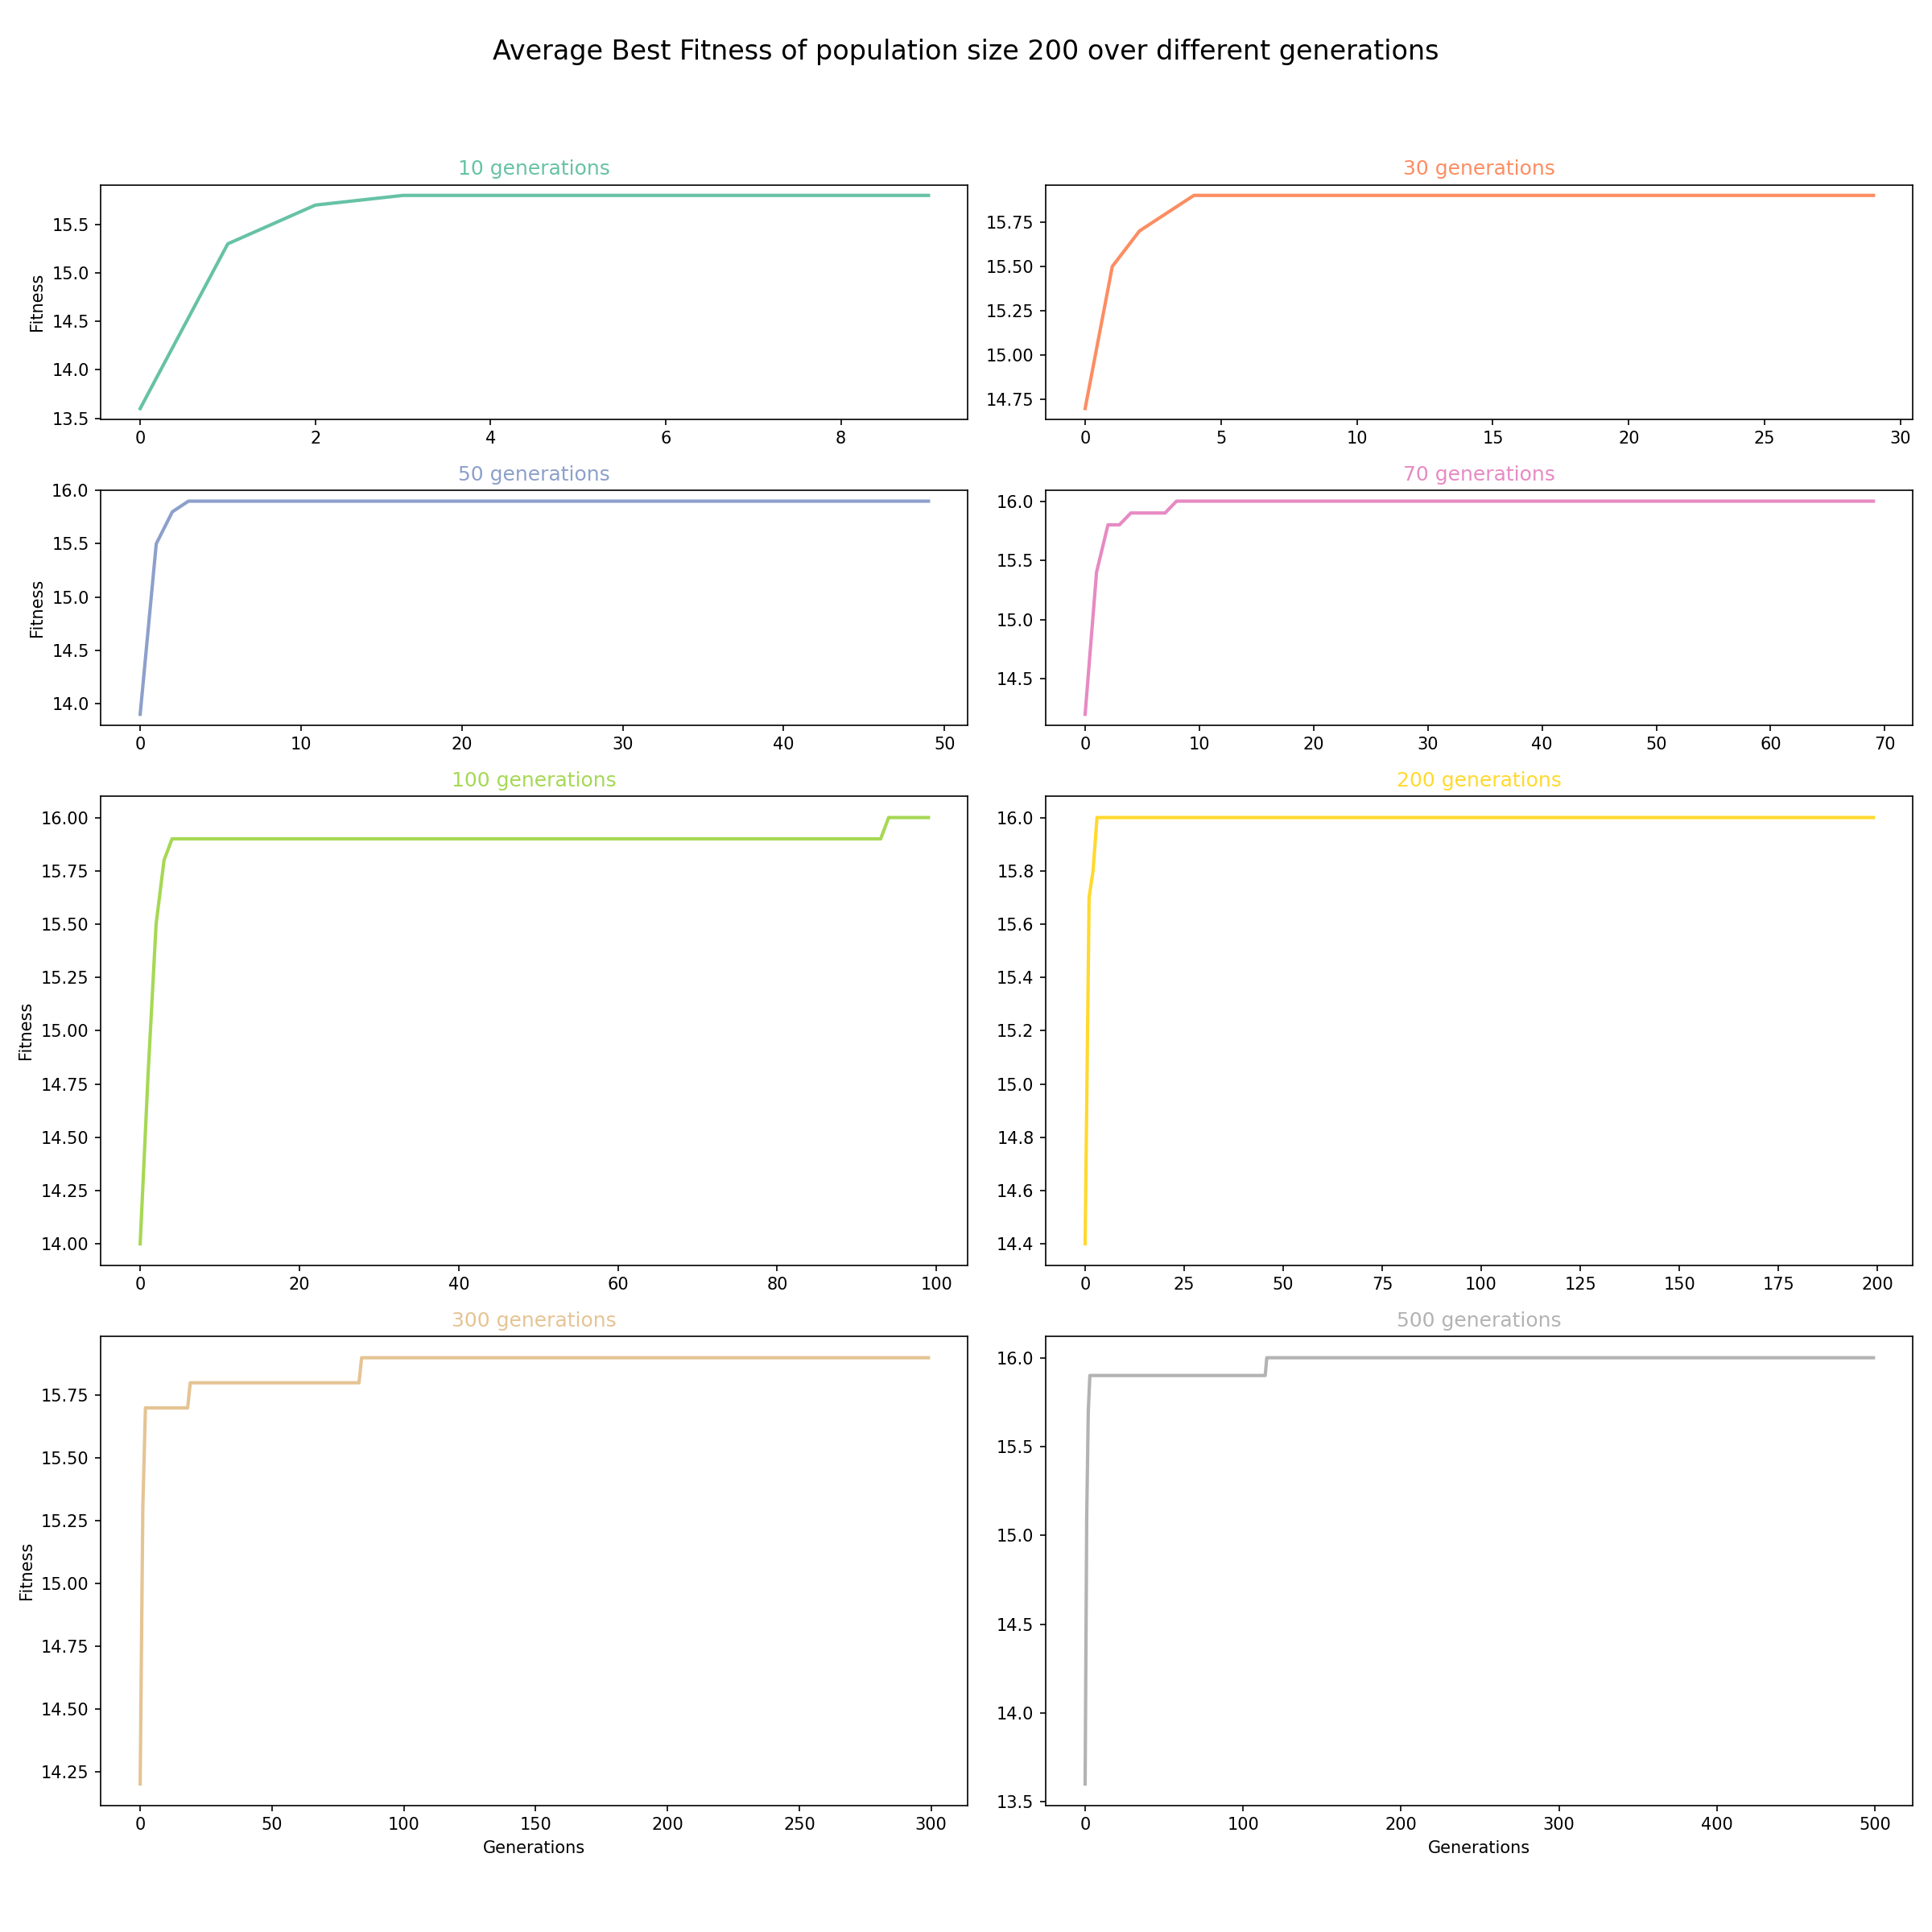 Average Best Fitness of population size 200 over different generations
10 generations
15.5
15.0
14.5
14.0
13.5
Fitness
0 2 4 6 8
30 generations
15.75
15.50
15.25
15.00
14.75
0 5 10 15 20 25 30
50 generations
16.0
15.5
15.0
14.5
14.0
Fitness
0 10 20 30 40 50
70 generations
16.0
15.5
15.0
14.5
0 10 20 30 40 50 60 70
100 generations
16.00
15.75
15.50
15.25
15.00
14.75
14.50
14.25
14.00
Fitness
0 20 40 60 80 100
200 generations
16.0
15.8
15.6
15.4
15.2
15.0
14.8
14.6
14.4
0 25 50 75 100 125 150 175 200
300 generations
15.75
15.50
15.25
15.00
14.75
14.50
14.25
Fitness
0 50 100 150 200 250 300
Generations
500 generations
16.0
15.5
15.0
14.5
14.0
13.5
0 100 200 300 400 500
Generations